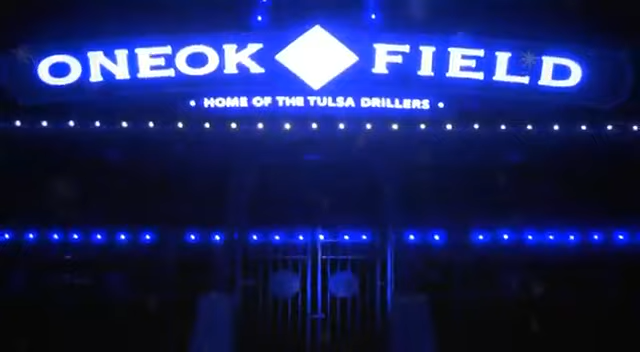 ONEOK FIELD
• HOME OF THE TULSA DRILLERS •